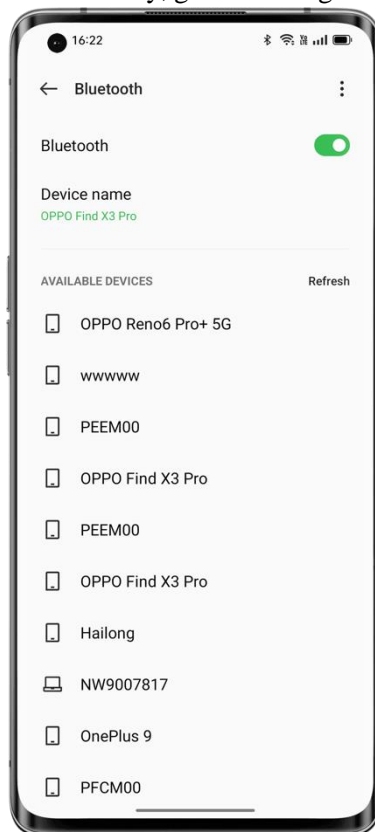 16:22
Bluetooth
Bluetooth
Device name
OPPO Find X3 Pro
AVAILABLE DEVICES Refresh
OPPO Reno6 Pro+ 5G
wwwww
PEEM00
OPPO Find X3 Pro
PEEM00
OPPO Find X3 Pro
Hailong
NW9007817
OnePlus 9
PFCM00